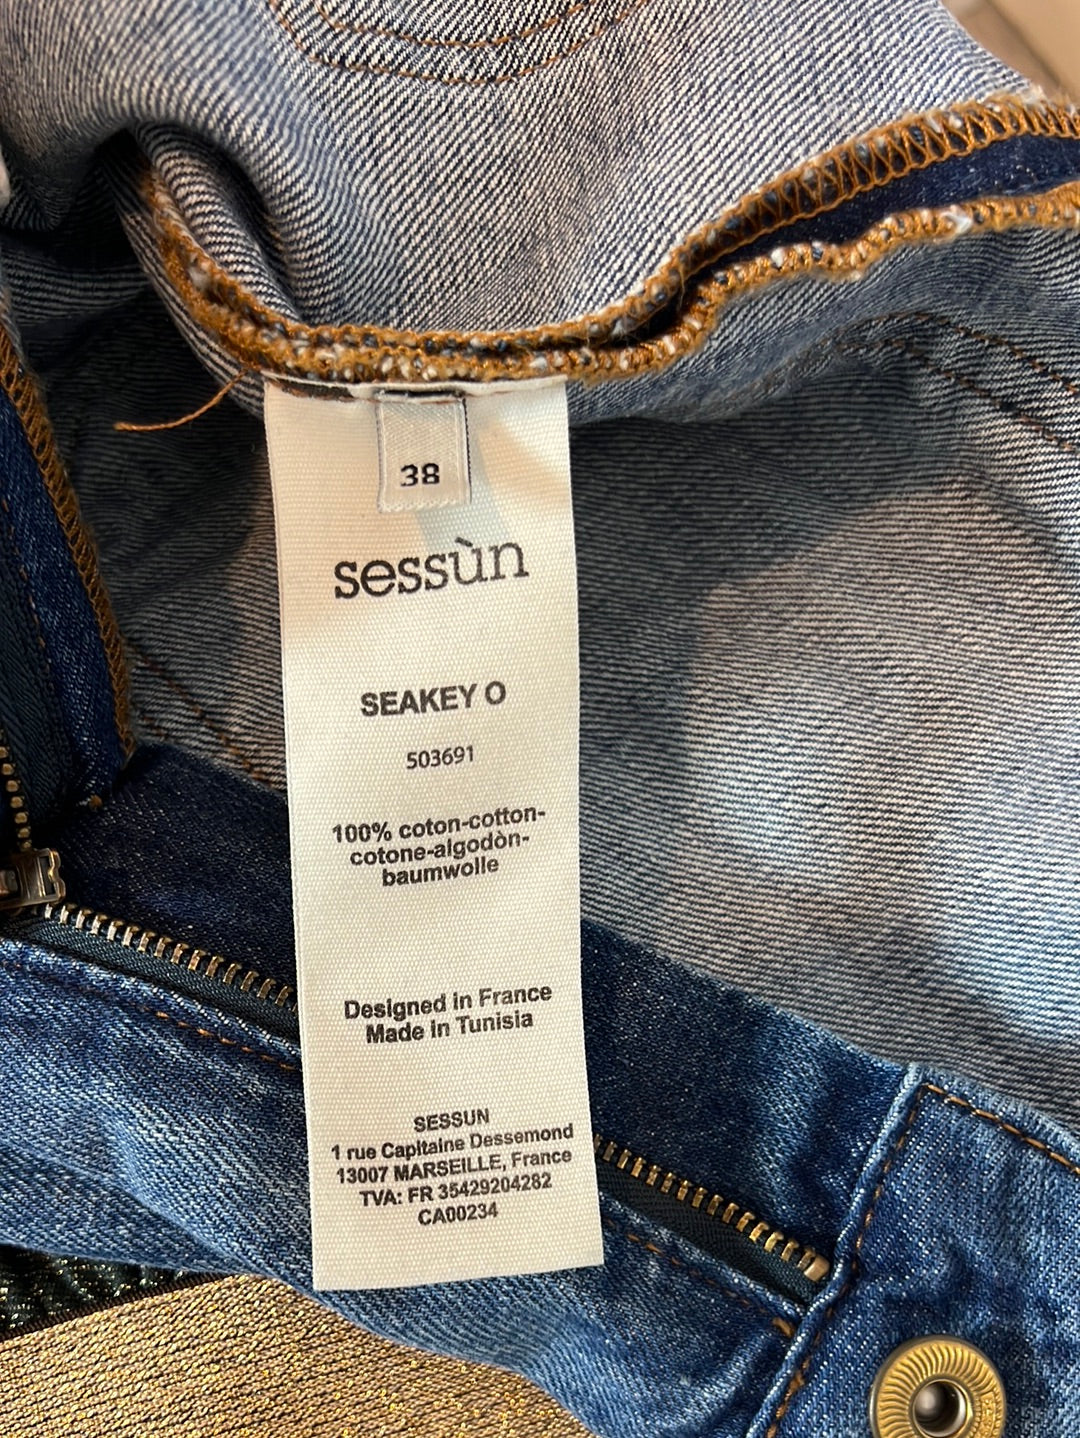 38
sessùn
SEAKEY O
503691
100% coton-cotton-
cotone-algodòn-
baumwolle
Designed in France
Made in Tunisia
SESSUN
1 rue Capitaine Dessemond
13007 MARSEILLE, France
TVA: FR 35429204282
CA00234